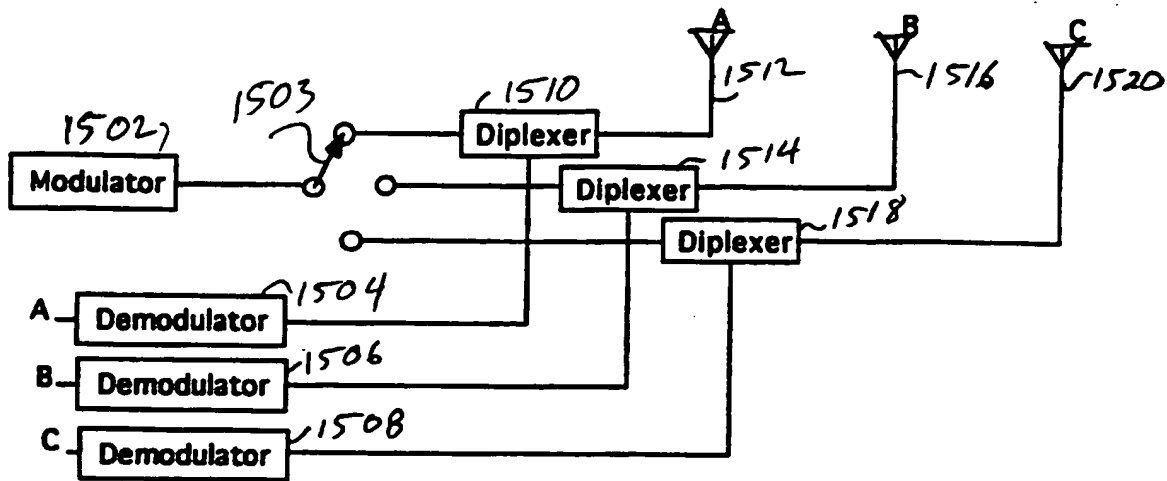 A
B
C
1512
1516
1520
1510
1503
1502
Diplexer
1514
Modulator
Diplexer
1518
Diplexer
1504
A
Demodulator
1506
B
Demodulator
1508
C
Demodulator